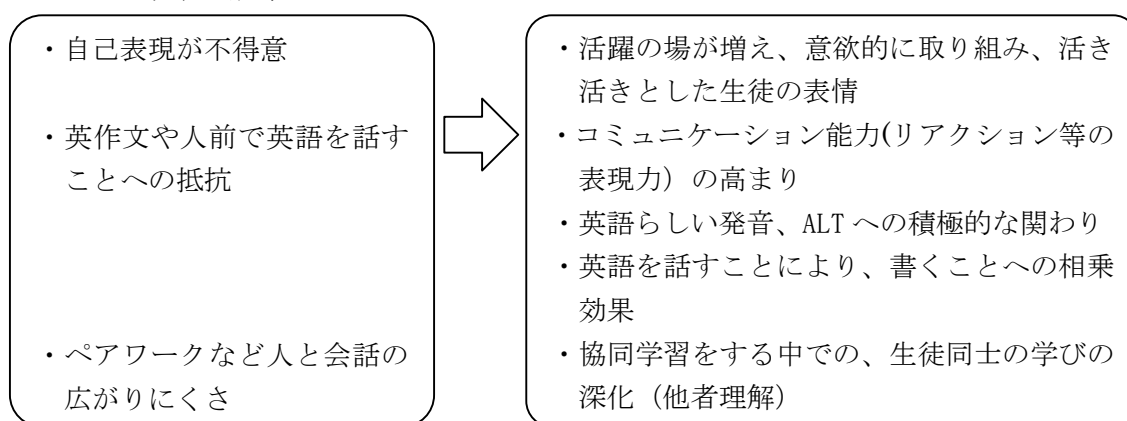 ・自己表現が不得意
・英作文や人前で英語を話す
ことへの抵抗
・ペアワークなど人と会話の
広がりにくさ
・活躍の場が増え、意欲的に取り組み、活き
活きとした生徒の表情
・コミュニケーション能力(リアクション等の
表現力）の高まり
・英語らしい発音、ALT への積極的な関わり
・英語を話すことにより、書くことへの相乗
効果
・協同学習をする中での、生徒同士の学びの
深化（他者理解）